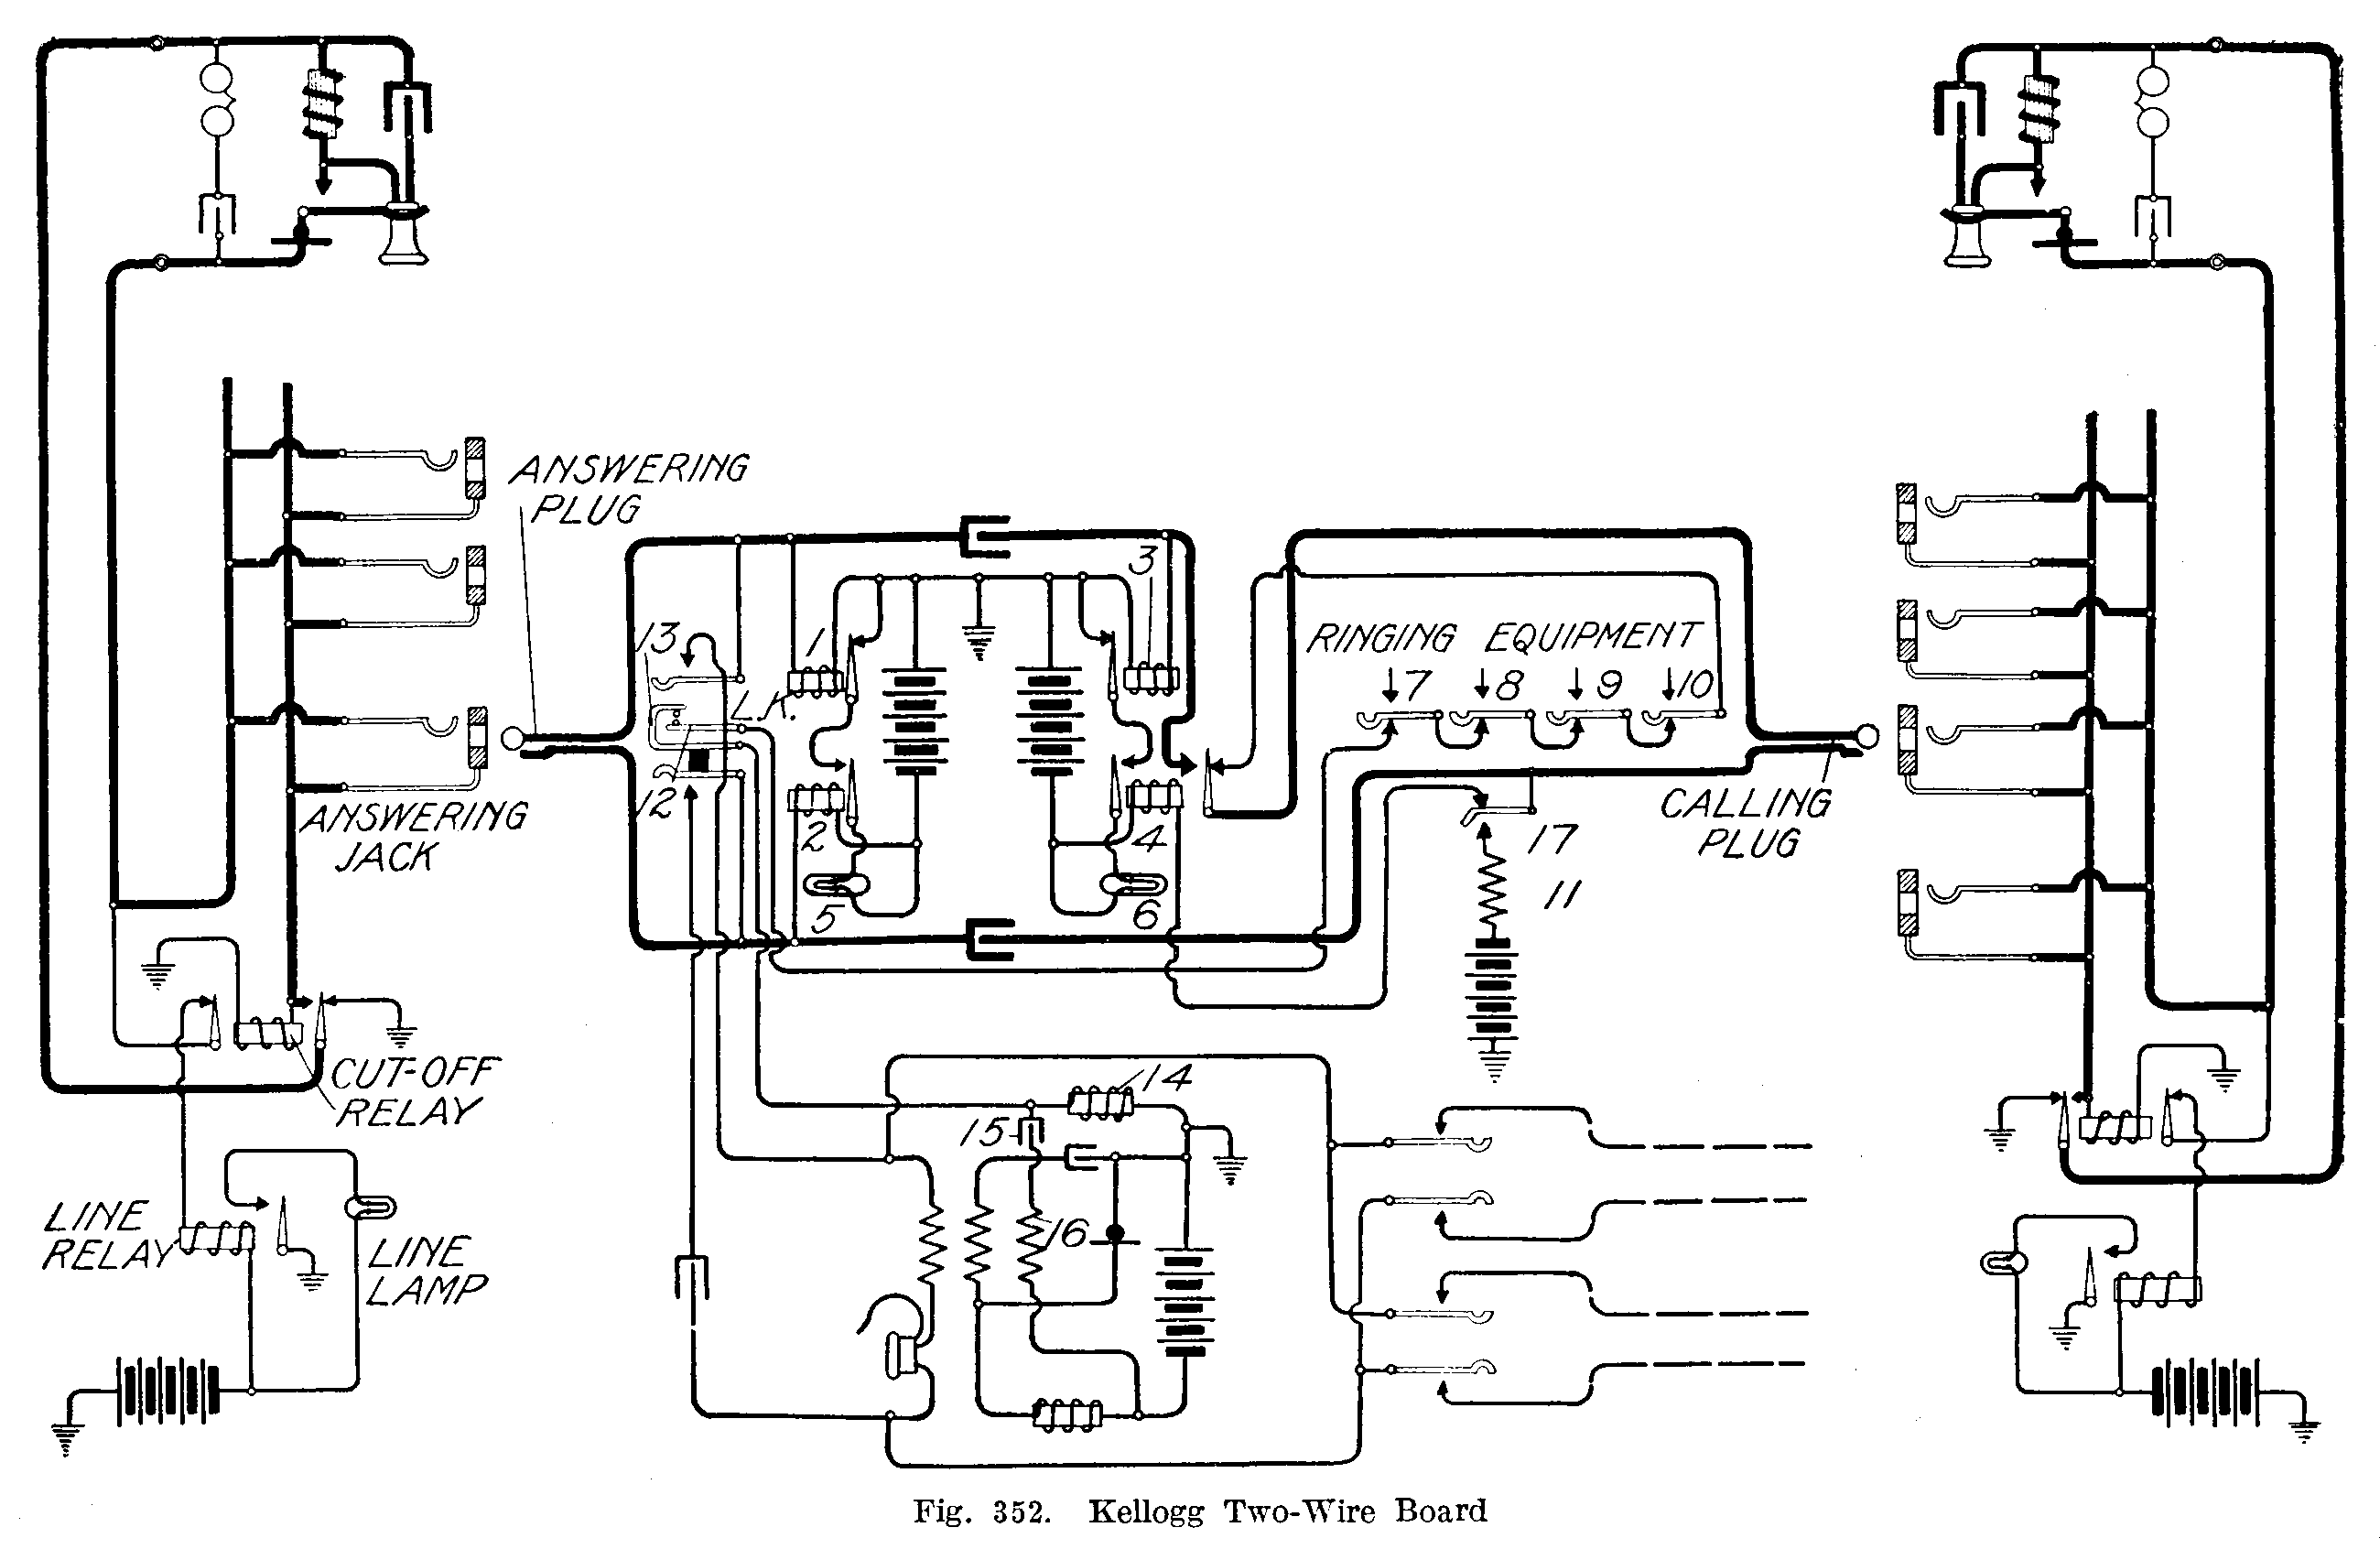 ANSWERING
PLUG
3
13
1
RINGING EQUIPMENT
L.K.
7
8
9
10
12
ANSWERING
JACK
2
4
CALLING
PLUG
17
11
5
6
CUT-OFF
RELAY
14
15
LINE
RELAY
LINE
LAMP
16
Fig. 352. Kellogg Two-Wire Board